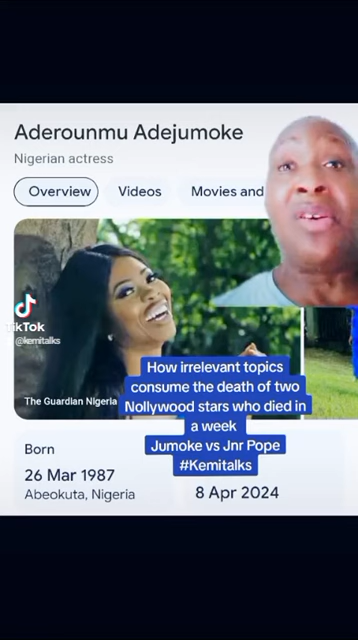 Aderounmu Adejumoke
Nigerian actress
Overview
Videos
Movies and
TikTok
@kemitalks
The Guardian Nigeria
How irrelevant topics
consume the death of two
Nollywood stars who died in
a week
Jumoke vs Jnr Pope
#Kemitalks
Born
26 Mar 1987
Abeokuta, Nigeria
8 Apr 2024